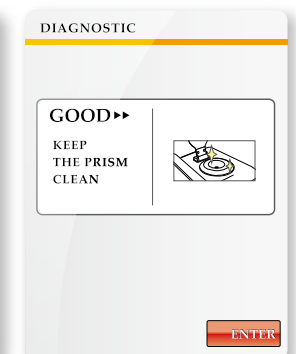 DIAGNOSTIC
GOOD▸▸
KEEP
THE PRISM
CLEAN
ENTER